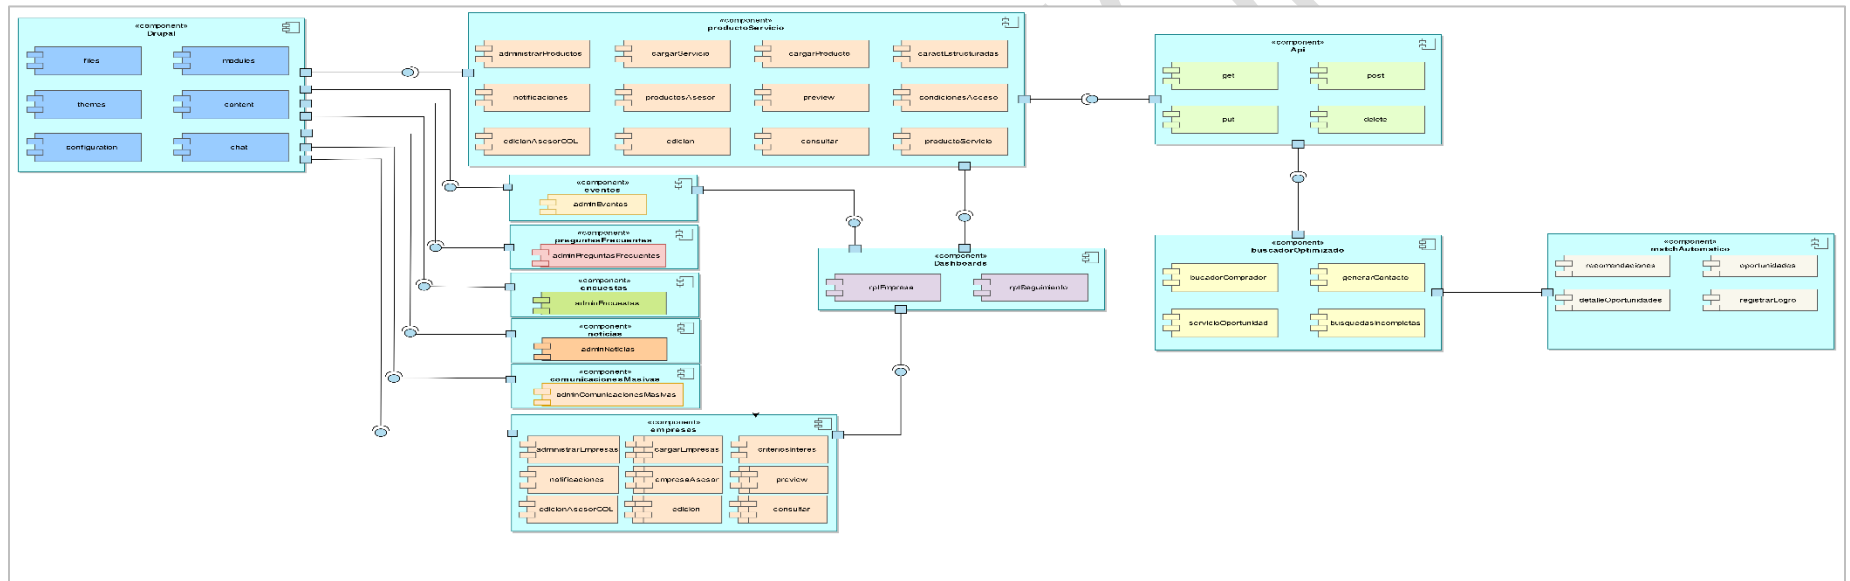 «component»
Drupal
files
modules
themes
content
configuration
chat
«component»
productoServicio
administrarProductos
cargarServicio
cargarProducto
caractEstructuradas
notificaciones
productosAsesor
preview
condicionesAcceso
edicionAsesorCOL
edicion
consultar
productoServicio
«component»
Api
get
post
put
delete
«component»
eventos
adminEventos
«component»
preguntasFrecuentes
adminPreguntasFrecuentes
«component»
encuestas
adminEncuestas
«component»
noticias
adminNoticias
«component»
comunicacionesMasivas
adminComunicacionesMasivas
«component»
Dashboards
rptEmpresa
rptSeguimiento
«component»
buscadorOptimizado
bucadorComprador
generarContacto
servicioOportunidad
busquedasIncompletas
«component»
matchAutomatico
recomendaciones
oportunidades
detalleOportunidades
registrarLogro
«component»
empresas
administrarEmpresas
cargarEmpresas
criteriosInteres
notificaciones
empresaAsesor
preview
edicionAsesorCOL
edicion
consultar